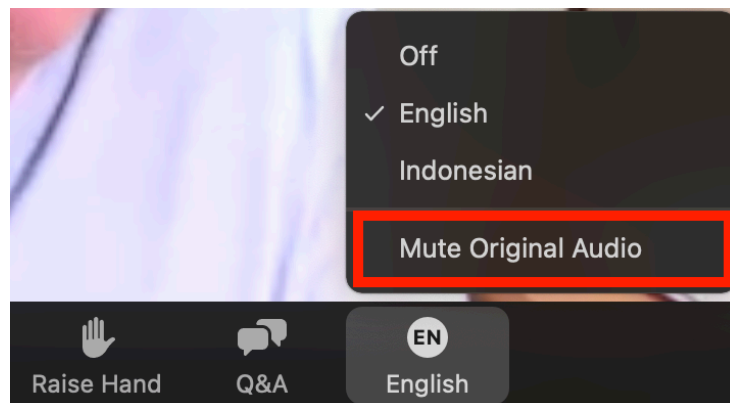 Off
✓ English
Indonesian
Mute Original Audio
EN
Raise Hand
Q&A
English